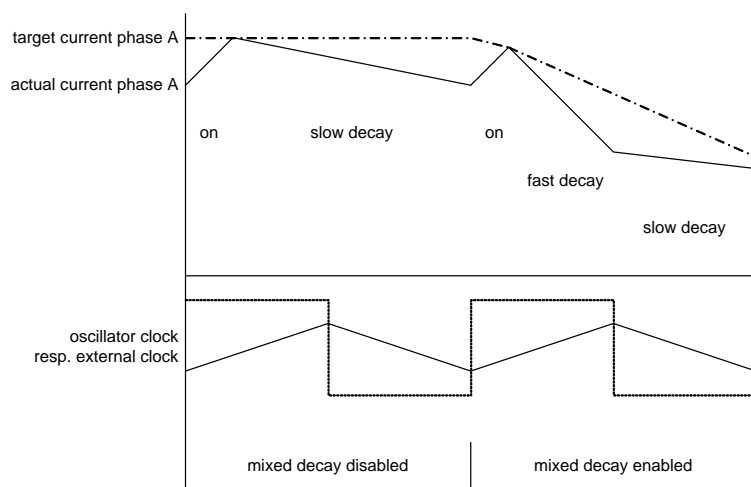 target current phase A
actual current phase A
on
slow decay
on
fast decay
slow decay
oscillator clock
resp. external clock
mixed decay disabled
mixed decay enabled